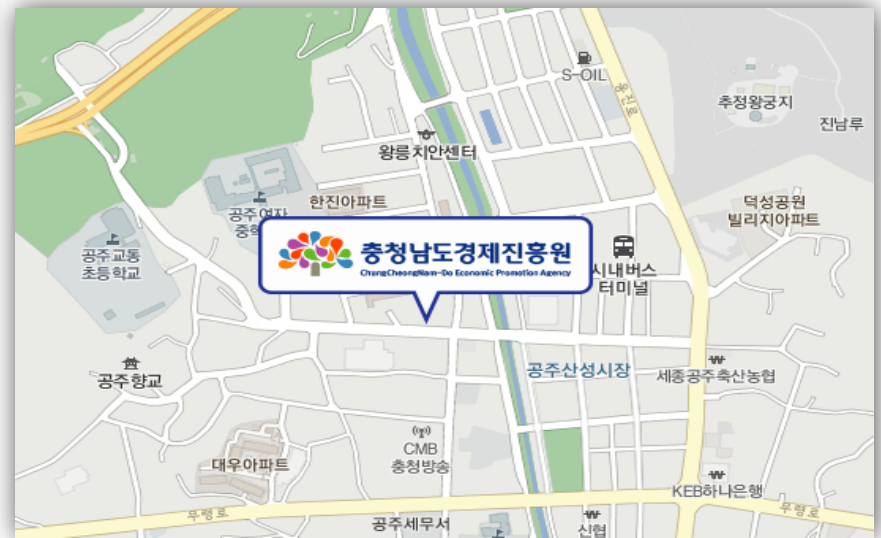 S-OIL
웅진로
추정왕궁지
진남루
왕릉치안센터
한진아파트
공주여자
중학
덕성공원
빌리지아파트
공주교동
초등학교
충청남도경제진흥원
ChungCheongNam-Do Economic Promotion Agency
시내버스
터미널
공주산성시장
세종공주축산농협
공주향교
CMB
충청방송
대우아파트
KEB하나은행
무령로
무령로
공주세무서
신협